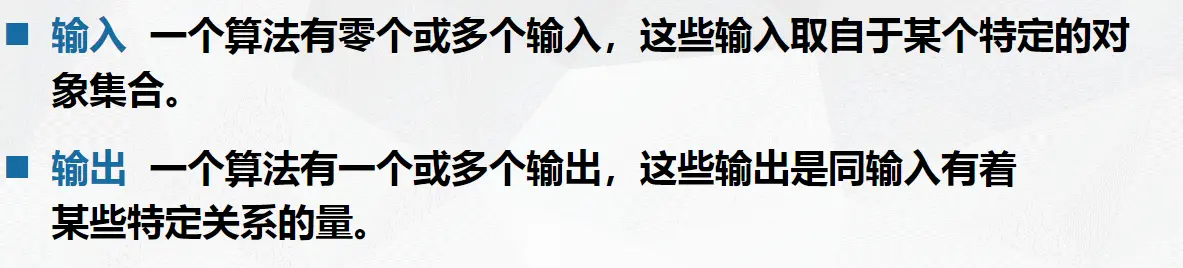 输入 一个算法有零个或多个输入，这些输入取自于某个特定的对
象集合。
输出 一个算法有一个或多个输出，这些输出是同输入有着
某些特定关系的量。